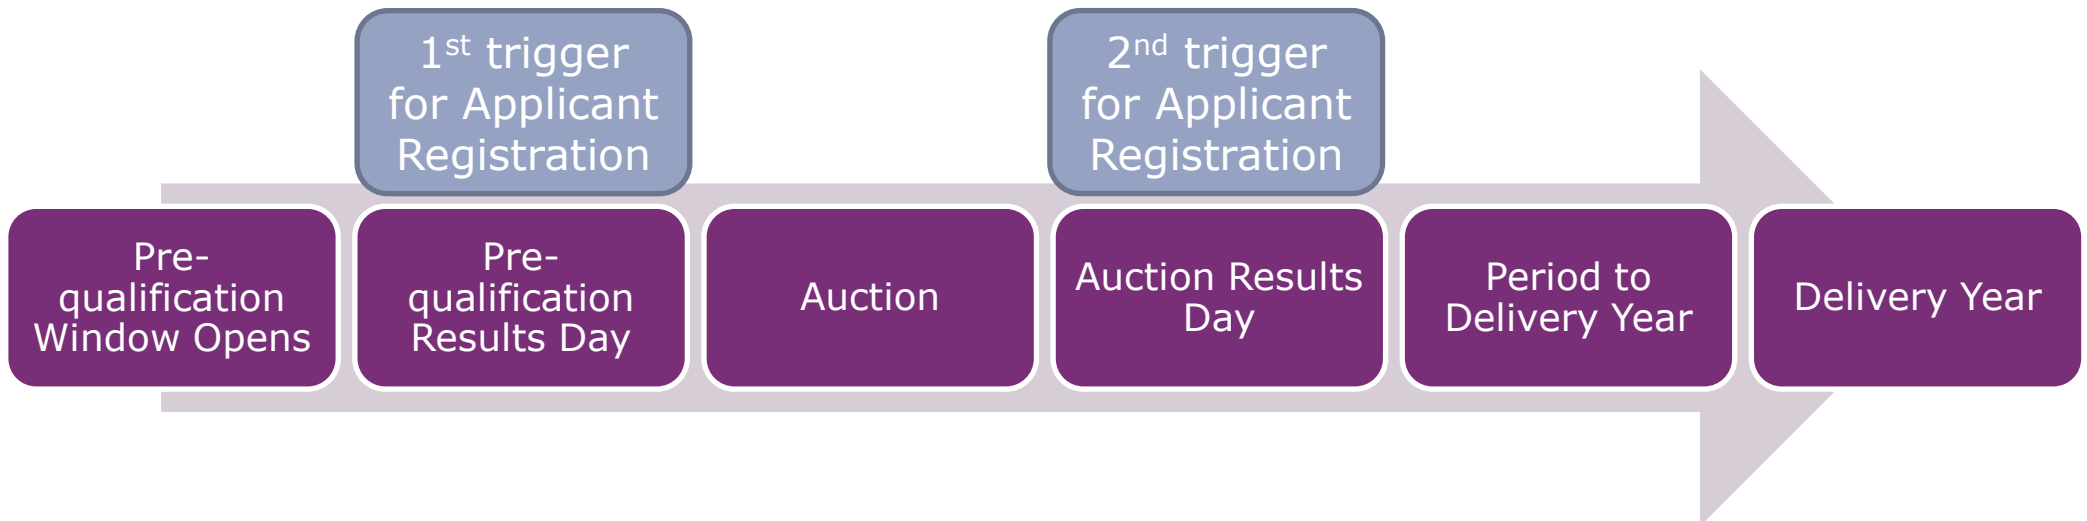 1st trigger
for Applicant
Registration
2nd trigger
for Applicant
Registration
Pre-
qualification
Window Opens
Pre-
qualification
Results Day
Auction
Auction Results
Day
Period to
Delivery Year
Delivery Year